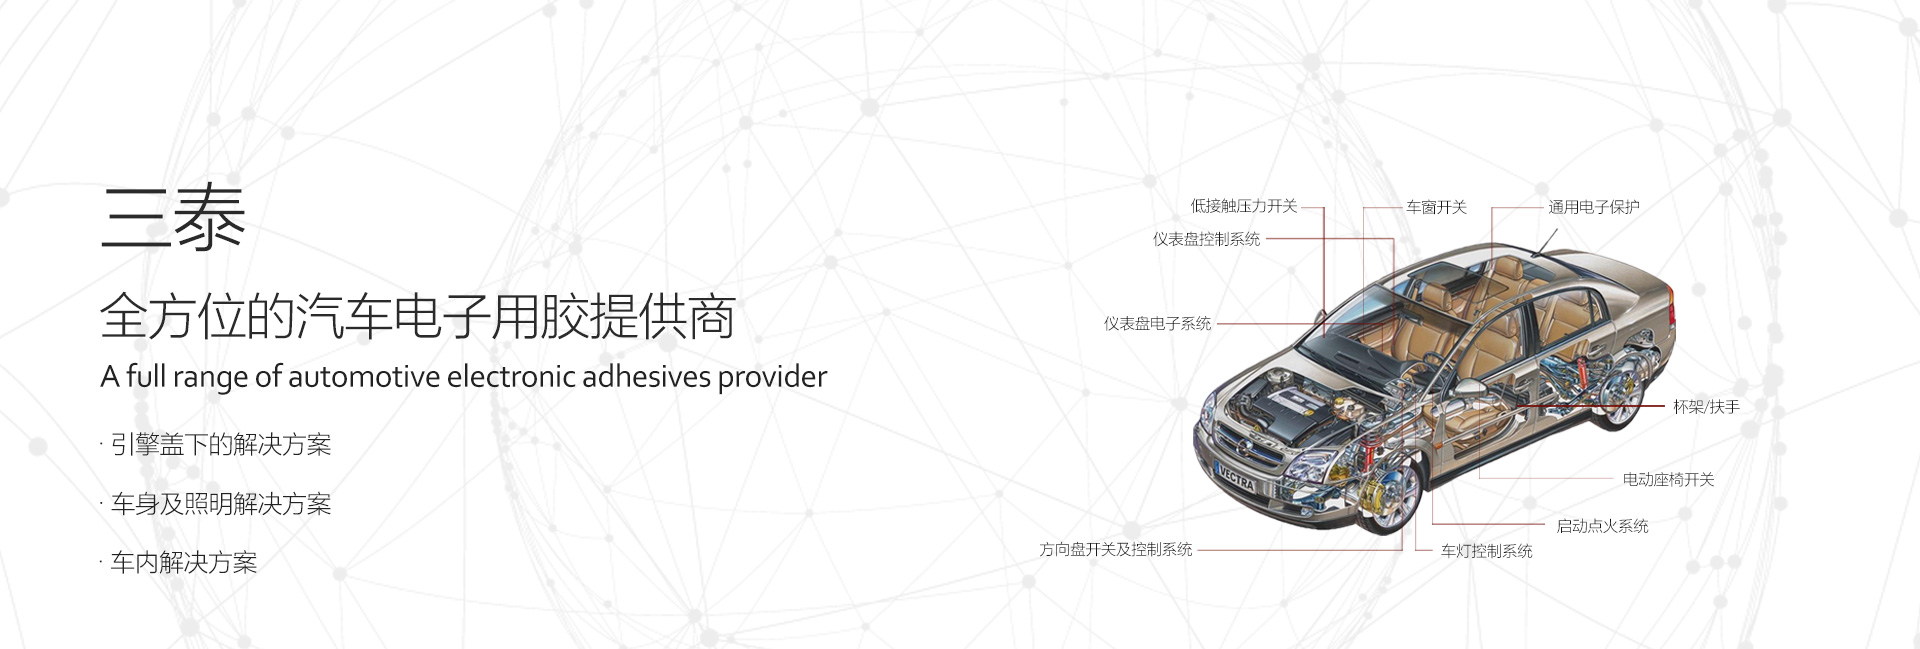 三泰
全方位的汽车电子用胶提供商
A full range of automotive electronic adhesives provider
· 引擎盖下的解决方案
· 车身及照明解决方案
· 车内解决方案
低接触压力开关
车窗开关
通用电子保护
仪表盘控制系统
仪表盘电子系统
杯架/扶手
电动座椅开关
启动点火系统
方向盘开关及控制系统
车灯控制系统
VECTRA